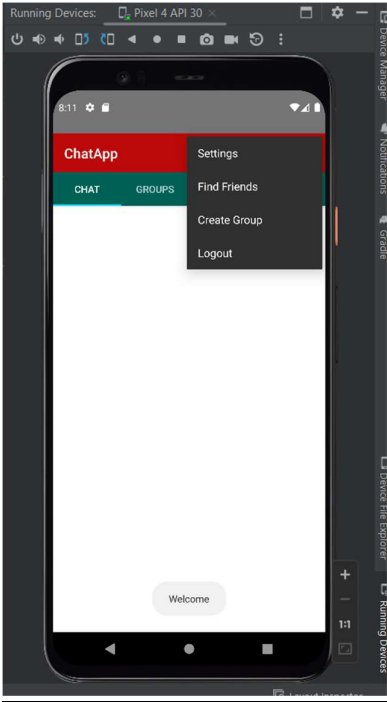 Running Devices: Pixel 4 API 30
Device Manager
Notifications
Gradle
8:11
ChatApp
CHAT
GROUPS
Settings
Find Friends
Create Group
Logout
Welcome
Device File Explorer
1:1
Running Devices
Layout Inspector